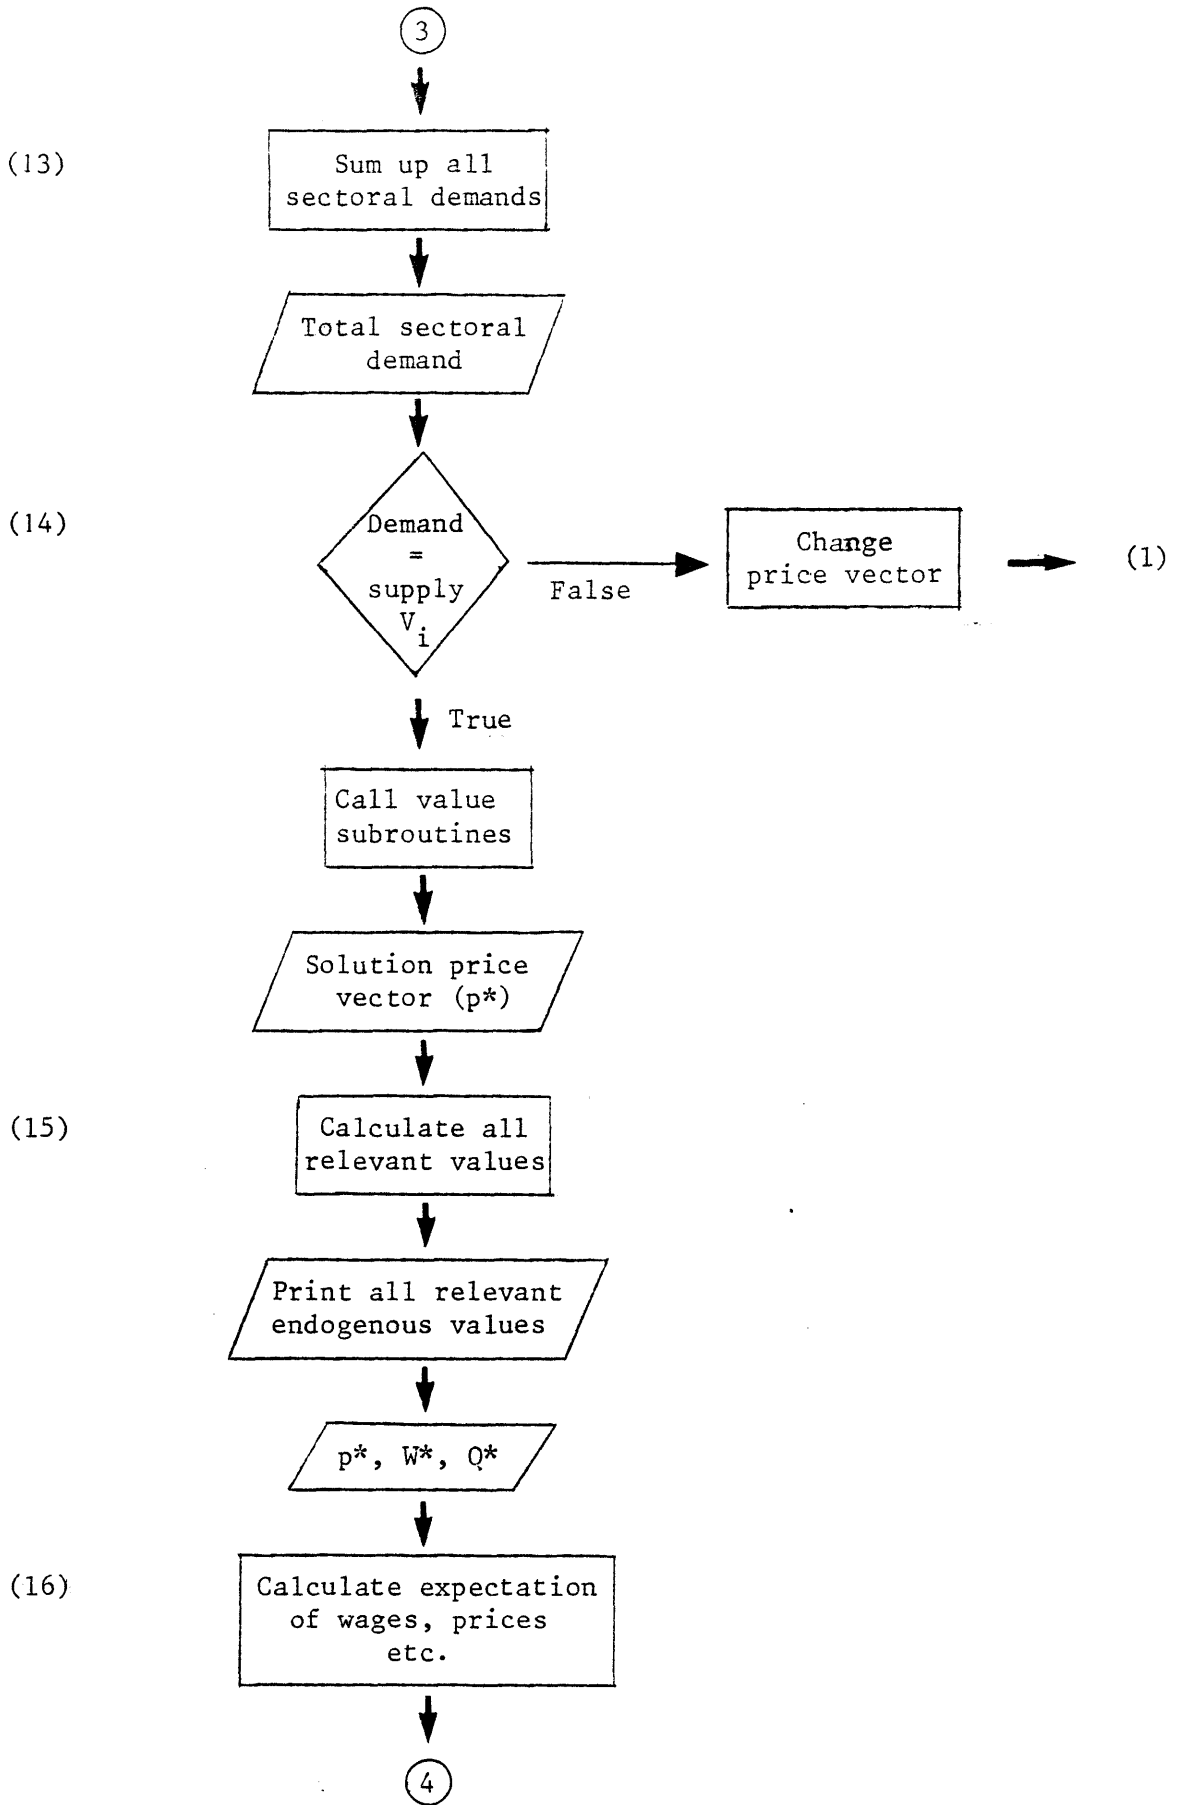 3
(13)
Sum up all
sectoral demands
Total sectoral
demand
(14)
Demand
=
supply
V_i
False
Change
price vector
(1)
True
Call value
subroutines
Solution price
vector (p*)
(15)
Calculate all
relevant values
Print all relevant
endogenous values
p*, W*, Q*
(16)
Calculate expectation
of wages, prices
etc.
4